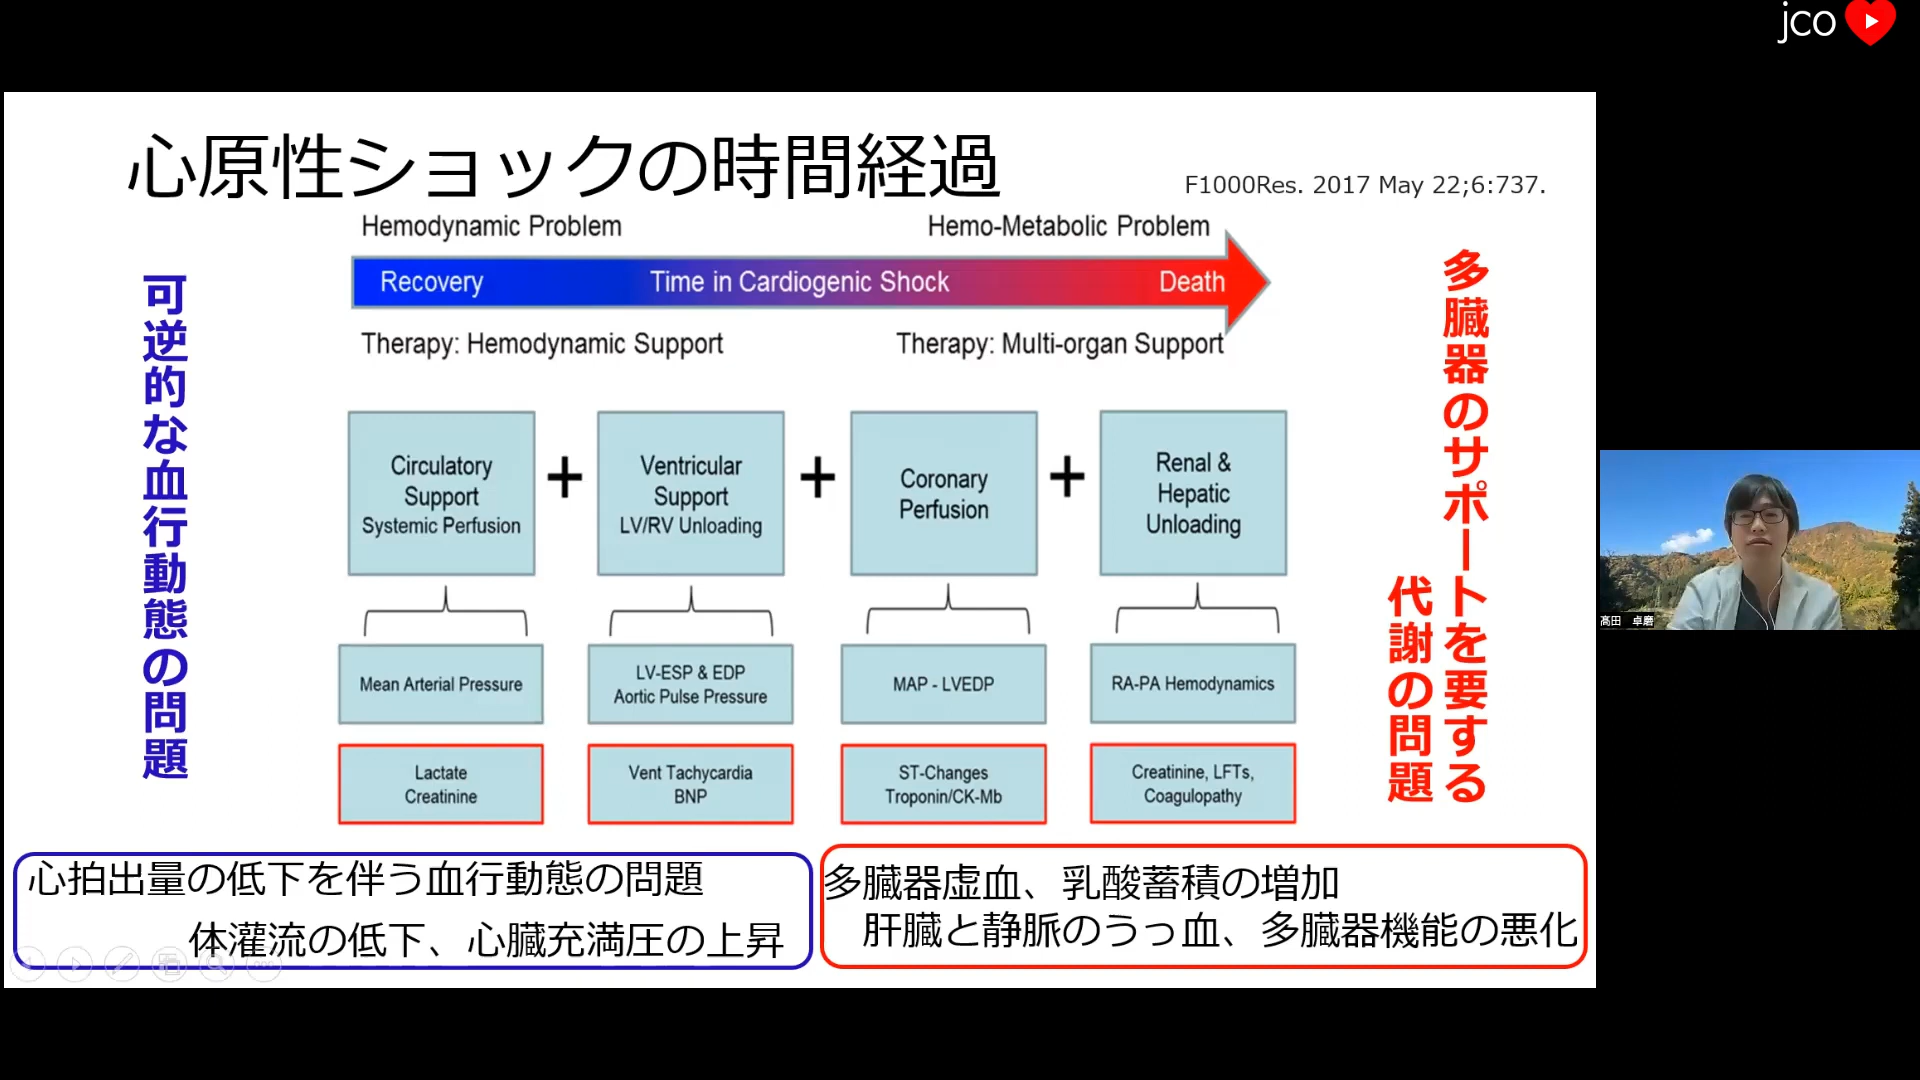 jco
心原性ショックの時間経過
F1000Res. 2017 May 22;6:737.
Hemodynamic Problem
Hemo-Metabolic Problem
Recovery
Time in Cardiogenic Shock
Death
Therapy: Hemodynamic Support
Therapy: Multi-organ Support
可逆的な血行動態の問題
多臓器のサポートを要する
代謝の問題
Circulatory
Support
Systemic Perfusion
+
Ventricular
Support
LV/RV Unloading
+
Coronary
Perfusion
+
Renal &
Hepatic
Unloading
Mean Arterial Pressure
LV-ESP & EDP
Aortic Pulse Pressure
MAP - LVEDP
RA-PA Hemodynamics
Lactate
Creatinine
Vent Tachycardia
BNP
ST-Changes
Troponin/CK-Mb
Creatinine, LFTs,
Coagulopathy
心拍出量の低下を伴う血行動態の問題
体灌流の低下、心臓充満圧の上昇
多臓器虚血、乳酸蓄積の増加
肝臓と静脈のうっ血、多臓器機能の悪化
髙田 卓磨